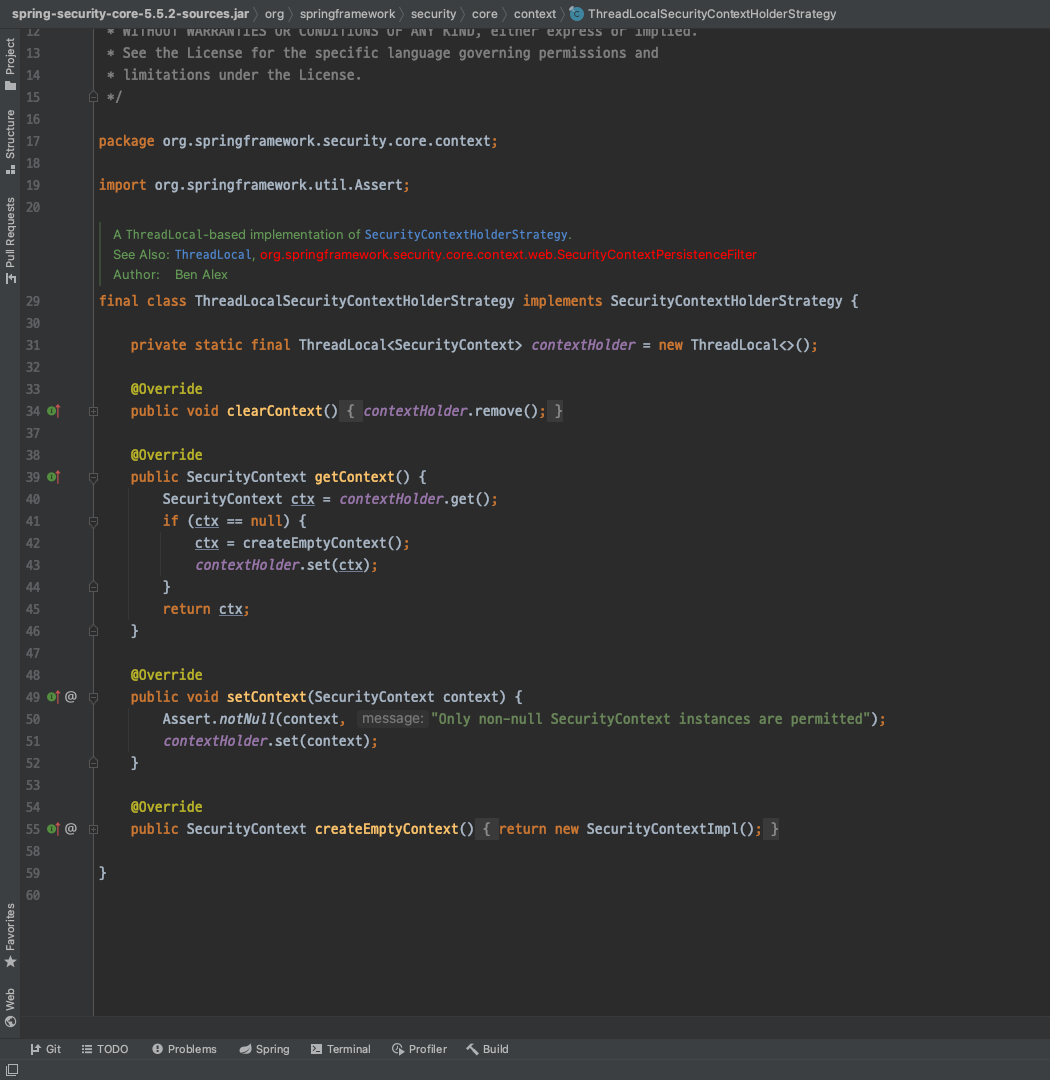 spring-security-core-5.5.2-sources.jar org springframework security core context ThreadLocalSecurityContextHolderStrategy
Project
Structure
Pull Requests
Favorites
Web
12 * WITHOUT WARRANTIES OR CONDITIONS OF ANY KIND, either express or implied.
13 * See the License for the specific language governing permissions and
14 * limitations under the License.
15 */
16
17 package org.springframework.security.core.context;
18
19 import org.springframework.util.Assert;
20
A ThreadLocal-based implementation of SecurityContextHolderStrategy.
See Also: ThreadLocal, org.springframework.security.core.context.web.SecurityContextPersistenceFilter
Author: Ben Alex
29 final class ThreadLocalSecurityContextHolderStrategy implements SecurityContextHolderStrategy {
30
31 private static final ThreadLocal<SecurityContext> contextHolder = new ThreadLocal<>();
32
33 @Override
34 public void clearContext() { contextHolder.remove(); }
37
38 @Override
39 public SecurityContext getContext() {
40 SecurityContext ctx = contextHolder.get();
41 if (ctx == null) {
42 ctx = createEmptyContext();
43 contextHolder.set(ctx);
44 }
45 return ctx;
46 }
47
48 @Override
49 @ public void setContext(SecurityContext context) {
50 Assert.notNull(context, message: "Only non-null SecurityContext instances are permitted");
51 contextHolder.set(context);
52 }
53
54 @Override
55 @ public SecurityContext createEmptyContext() { return new SecurityContextImpl(); }
58
59 }
60
Git TODO Problems Spring Terminal Profiler Build